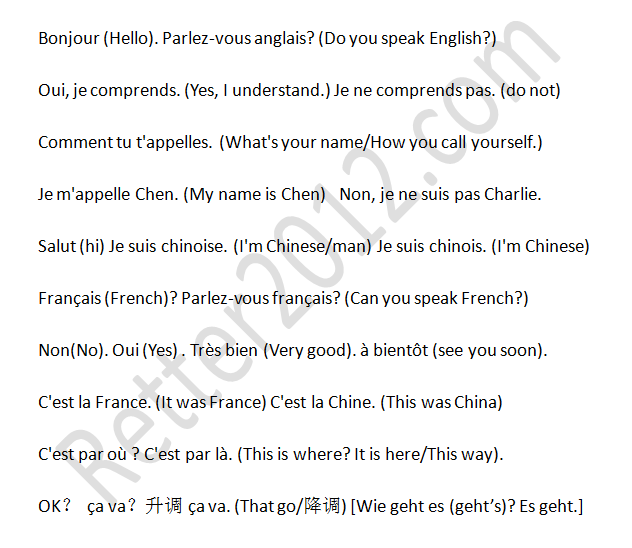 Bonjour (Hello). Parlez-vous anglais? (Do you speak English?)
Oui, je comprends. (Yes, I understand.) Je ne comprends pas. (do not)
Comment tu t'appelles. (What's your name/How you call yourself.)
Je m'appelle Chen. (My name is Chen) Non, je ne suis pas Charlie.
Salut (hi) Je suis chinoise. (I'm Chinese/man) Je suis chinois. (I'm Chinese)
Français (French)? Parlez-vous français? (Can you speak French?)
Non(No). Oui (Yes) . Très bien (Very good). à bientôt (see you soon).
C'est la France. (It was France) C'est la Chine. (This was China)
C'est par où ? C'est par là. (This is where? It is here/This way).
OK? ça va? 升调 ça va. (That go/降调) [Wie geht es (geht’s)? Es geht.]
Retter2012.com